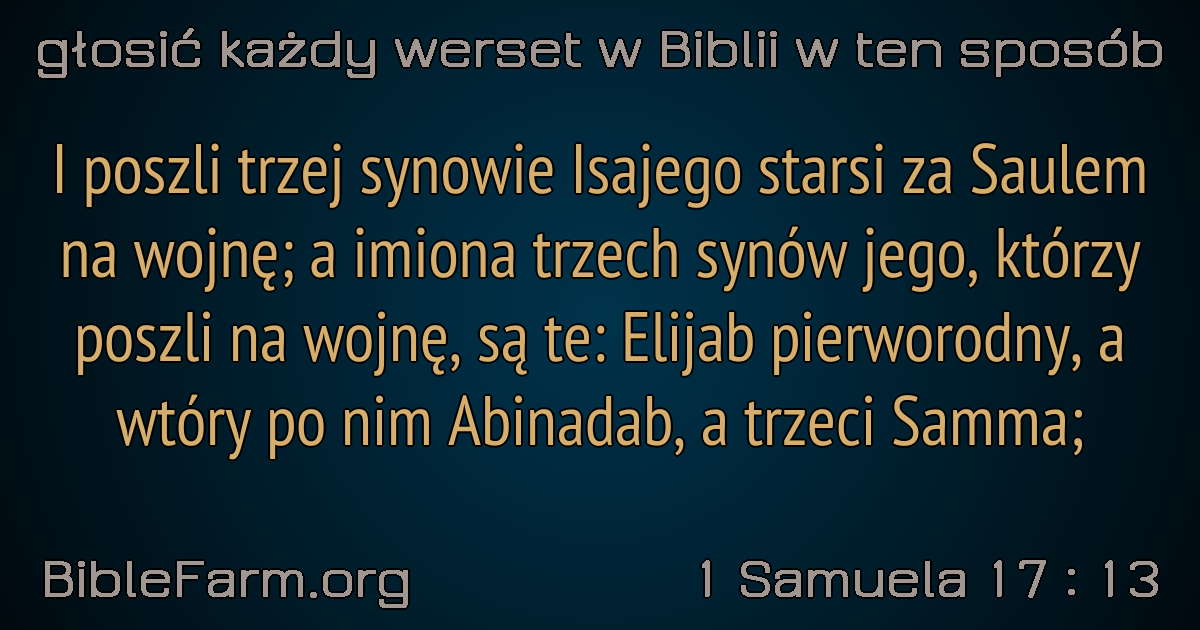 głosić każdy werset w Biblii w ten sposób
I poszli trzej synowie Isajego starsi za Saulem
na wojnę; a imiona trzech synów jego, którzy
poszli na wojnę, są te: Elijab pierworodny, a
wtóry po nim Abinadab, a trzeci Samma;
BibleFarm.org
1 Samuela 17 : 13